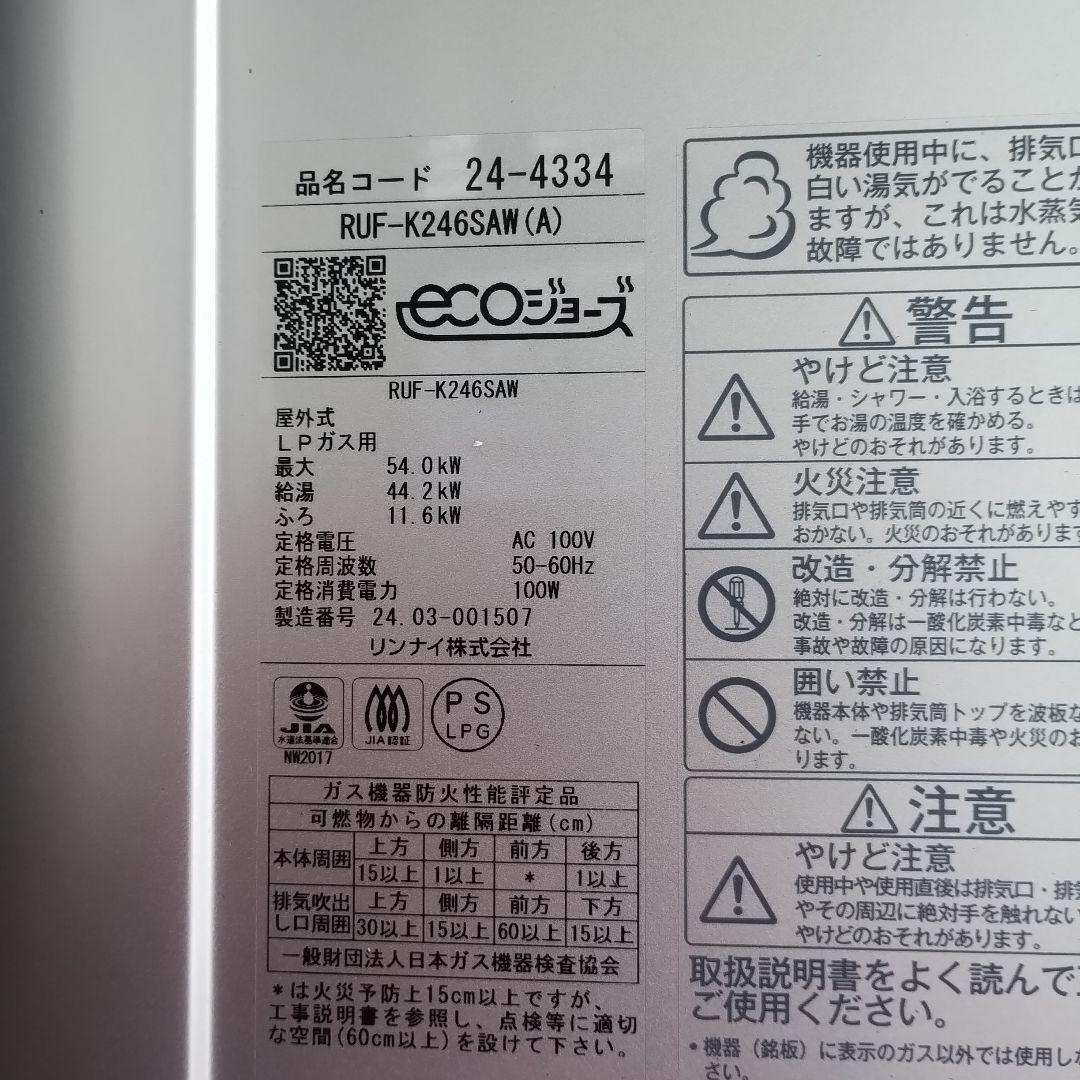 品名コード 24-4334
RUF-K246SAW(A)
ecoジョーズ
RUF-K246SAW
屋外式
LPガス用
最大 54.0kW
給湯 44.2kW
ふろ 11.6kW
定格電圧 AC 100V
定格周波数 50-60Hz
定格消費電力 100W
製造番号 24.03-001507
リンナイ株式会社
JIA
水道法基準適合
NW2017
JIA認証
PS
LPG
ガス機器防火性能評定品
可燃物からの離隔距離(cm)
本体周囲 上方 側方 前方 後方
15以上 1以上 * 1以上
排気吹出し口周囲 上方 側方 前方 下方
30以上 15以上 60以上 15以上
一般財団法人日本ガス機器検査協会
*は火災予防上15cm以上ですが、
工事説明書を参照し、点検等に適切
な空間(60cm以上)を設けて下さい。
機器使用中に、排気口
白い湯気がでることが
ますが、これは水蒸気
故障ではありません。
警告
やけど注意
給湯・シャワー・入浴するときは
手でお湯の温度を確かめる。
やけどのおそれがあります。
火災注意
排気口や排気筒の近くに燃えやす
おかない。火災のおそれがあります
改造・分解禁止
絶対に改造・分解は行わない。
改造・分解は一酸化炭素中毒など
事故や故障の原因になります。
囲い禁止
機器本体や排気筒トップを波板な
ない。一酸化炭素中毒や火災のお
ります。
注意
やけど注意
使用中や使用直後は排気口・排気
やその周辺に絶対手を触れない
やけどのおそれがあります。
取扱説明書をよく読んで
ご使用ください。
•機器（銘板）に表示のガス以外では使用し
さい。